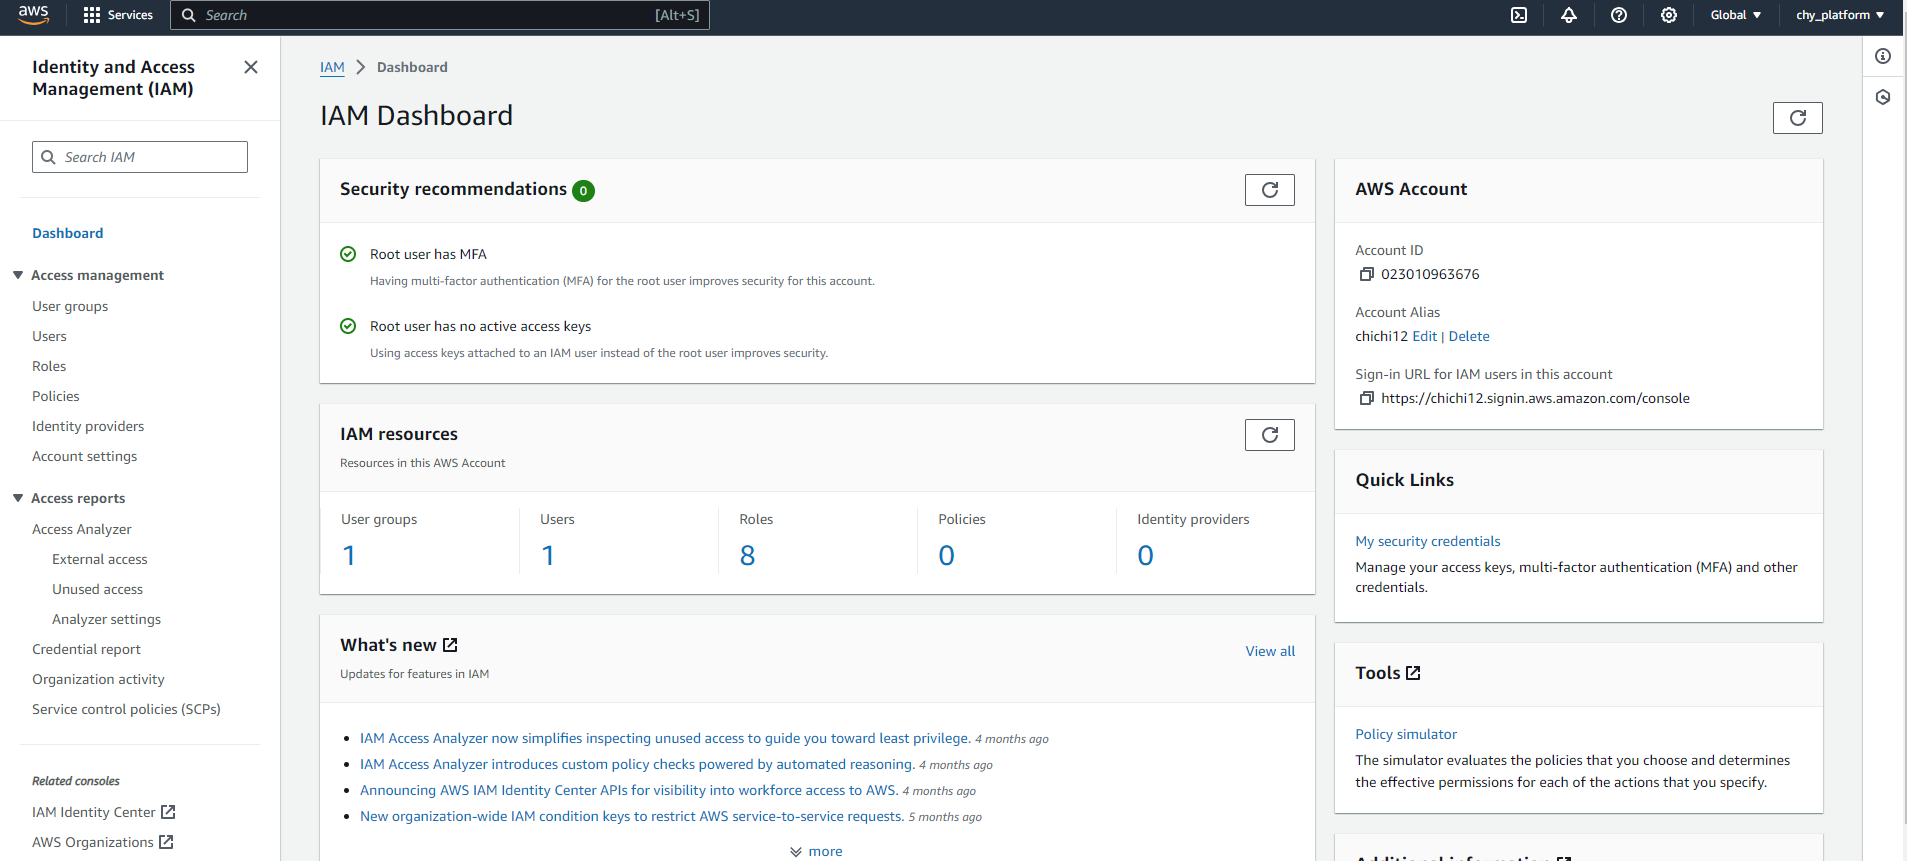 aws
Services
Search
[Alt+S]
Global
chy_platform
Identity and Access
Management (IAM)
Search IAM
Dashboard
Access management
User groups
Users
Roles
Policies
Identity providers
Account settings
Access reports
Access Analyzer
External access
Unused access
Analyzer settings
Credential report
Organization activity
Service control policies (SCPs)
Related consoles
IAM Identity Center
AWS Organizations
IAM
Dashboard
IAM Dashboard
Security recommendations 0
Root user has MFA
Having multi-factor authentication (MFA) for the root user improves security for this account.
Root user has no active access keys
Using access keys attached to an IAM user instead of the root user improves security.
IAM resources
Resources in this AWS Account
User groups
1
Users
1
Roles
8
Policies
0
Identity providers
0
What's new
View all
Updates for features in IAM
IAM Access Analyzer now simplifies inspecting unused access to guide you toward least privilege. 4 months ago
IAM Access Analyzer introduces custom policy checks powered by automated reasoning. 4 months ago
Announcing AWS IAM Identity Center APIs for visibility into workforce access to AWS. 4 months ago
New organization-wide IAM condition keys to restrict AWS service-to-service requests. 5 months ago
more
AWS Account
Account ID
023010963676
Account Alias
chichi12 Edit | Delete
Sign-in URL for IAM users in this account
https://chichi12.signin.aws.amazon.com/console
Quick Links
My security credentials
Manage your access keys, multi-factor authentication (MFA) and other
credentials.
Tools
Policy simulator
The simulator evaluates the policies that you choose and determines
the effective permissions for each of the actions that you specify.
Additional information